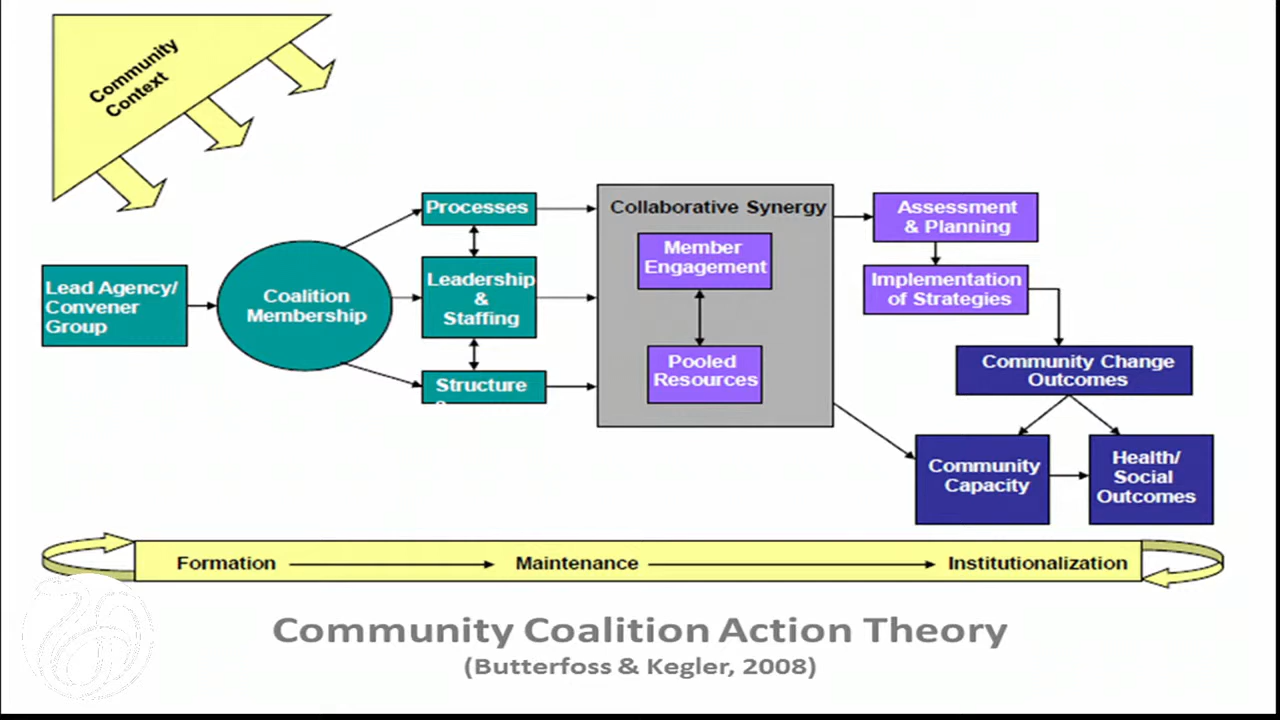 Community
Context
Processes
Collaborative Synergy
Assessment
& Planning
Member
Engagement
Lead Agency/
Convener
Group
Coalition
Membership
Leadership
&
Staffing
Implementation
of Strategies
Structure
Pooled
Resources
Community Change
Outcomes
Community
Capacity
Health/
Social
Outcomes
Formation
Maintenance
Institutionalization
Community Coalition Action Theory
(Butterfoss & Kegler, 2008)